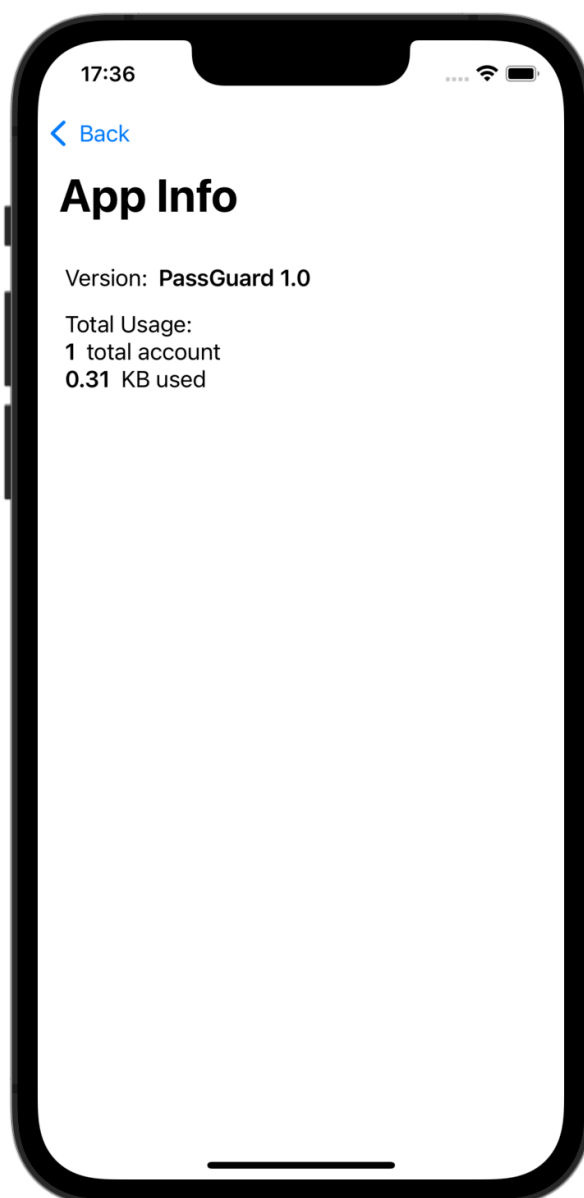 17:36
Back
App Info
Version: PassGuard 1.0
Total Usage:
1 total account
0.31 KB used